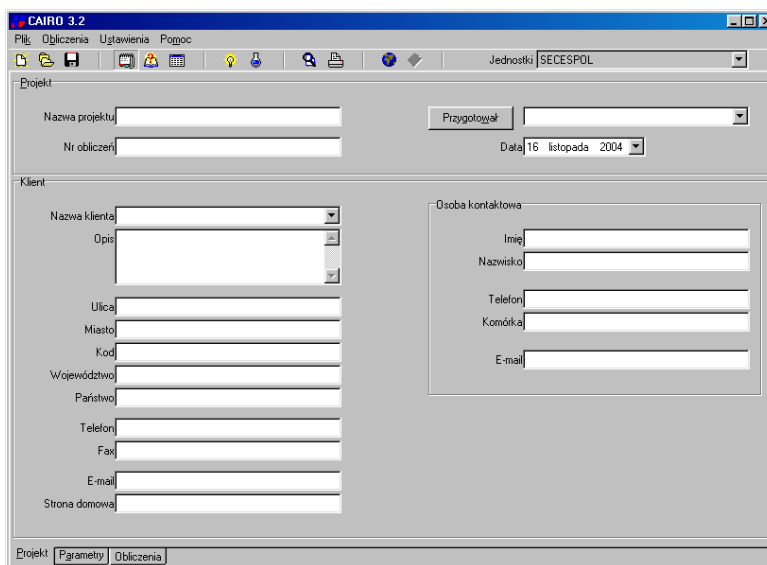 CAIRO 3.2
Plik Obliczenia Ustawienia Pomoc
Jednostki SECESPOL
Projekt
Nazwa projektu
Przygotował
Nr obliczeń
Data 16 listopada 2004
Klient
Nazwa klienta
Opis
Ulica
Miasto
Kod
Województwo
Państwo
Telefon
Fax
E-mail
Strona domowa
Osoba kontaktowa
Imię
Nazwisko
Telefon
Komórka
E-mail
Projekt Parametry Obliczenia